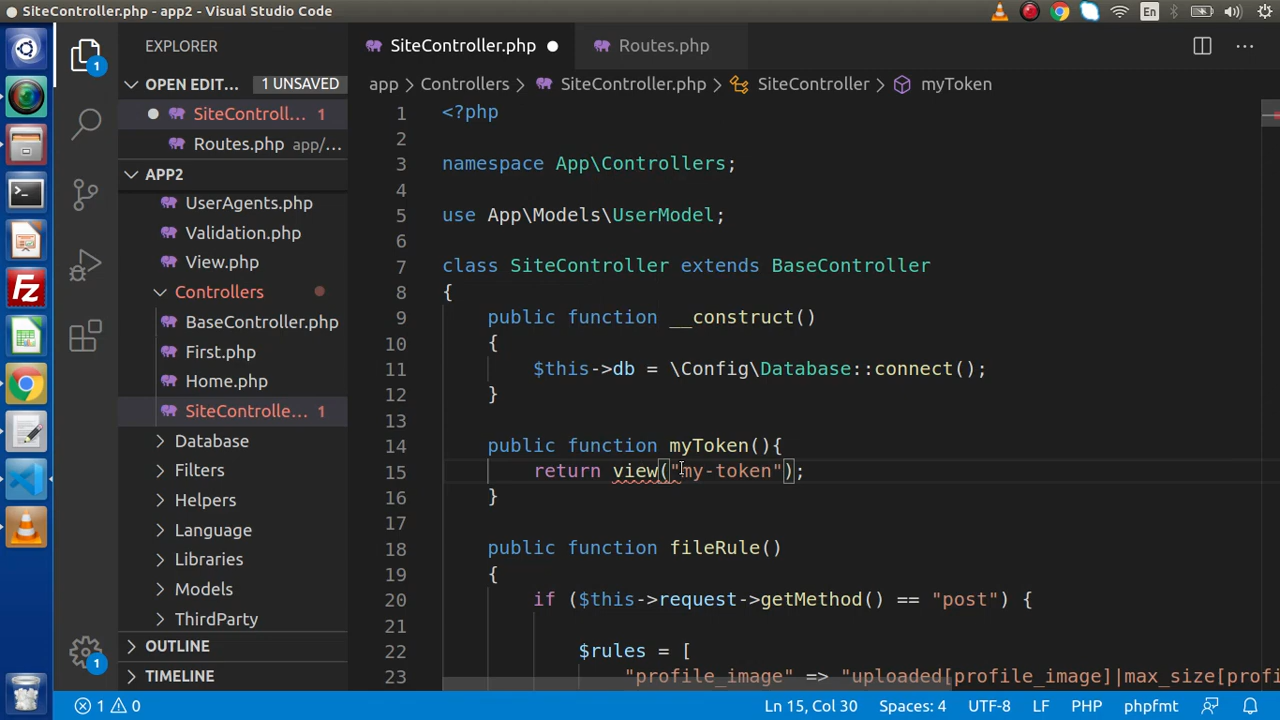 SiteController.php - app2 - Visual Studio Code
En
EXPLORER
SiteController.php
Routes.php
OPEN EDIT... 1 UNSAVED
app > Controllers > SiteController.php > SiteController > myToken
SiteControll... 1
Routes.php app/...
APP2
UserAgents.php
Validation.php
View.php
Controllers
BaseController.php
First.php
Home.php
SiteControlle... 1
Database
Filters
Helpers
Language
Libraries
Models
ThirdParty
OUTLINE
TIMELINE
1
1
1 <?php
2
3 namespace App\Controllers;
4
5 use App\Models\UserModel;
6
7 class SiteController extends BaseController
8 {
9 public function __construct()
10 {
11 $this->db = \Config\Database::connect();
12 }
13
14 public function myToken(){
15 return view("my-token");
16 }
17
18 public function fileRule()
19 {
20 if ($this->request->getMethod() == "post") {
21
22 $rules = [
23 "profile_image" => "uploaded[profile_image]|max_size[profi
1 0
Ln 15, Col 30
Spaces: 4
UTF-8
LF
PHP
phpfmt